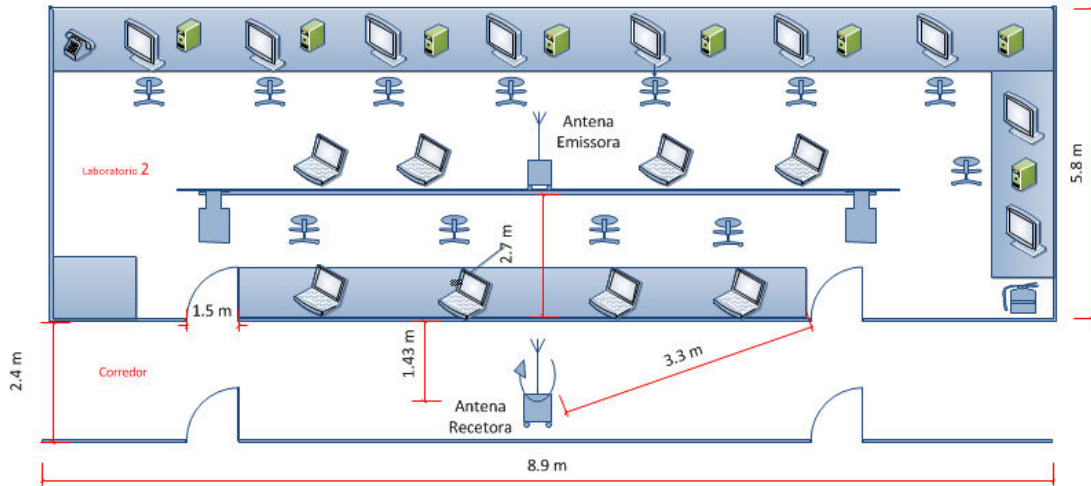 Antena
Emissora
Laboratorio 2
5.8 m
2.7 m
1.5 m
2.4 m
Corredor
1.43 m
3.3 m
Antena
Recetora
8.9 m